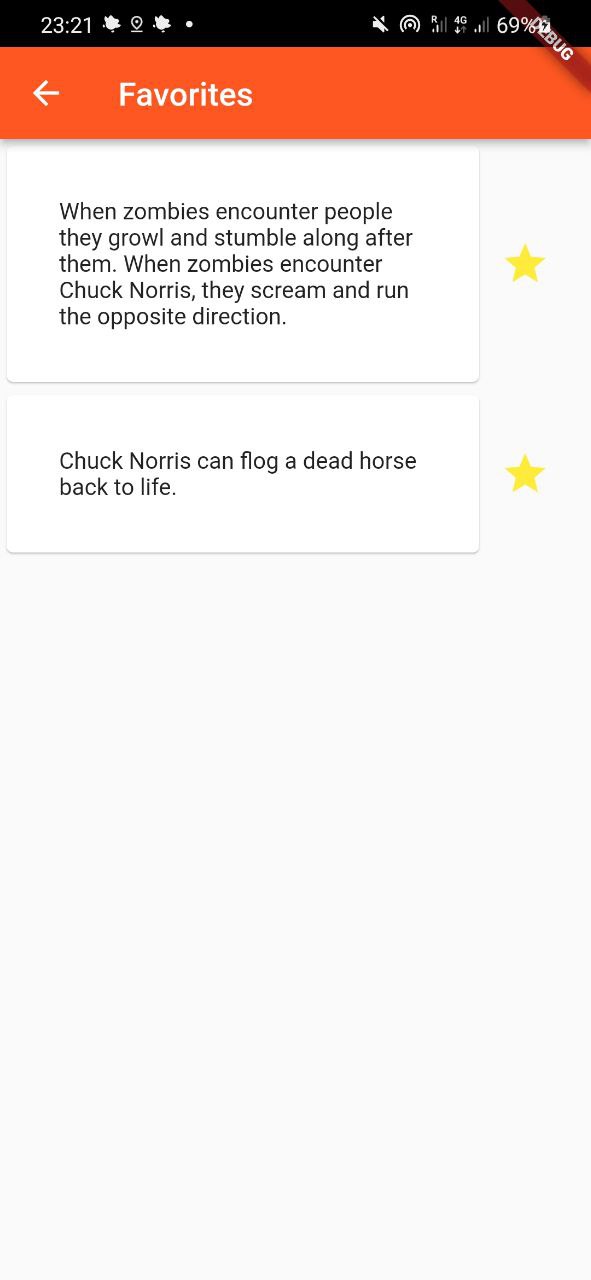 23:21
R 4G 69%
DEBUG
Favorites
When zombies encounter people
they growl and stumble along after
them. When zombies encounter
Chuck Norris, they scream and run
the opposite direction.
Chuck Norris can flog a dead horse
back to life.